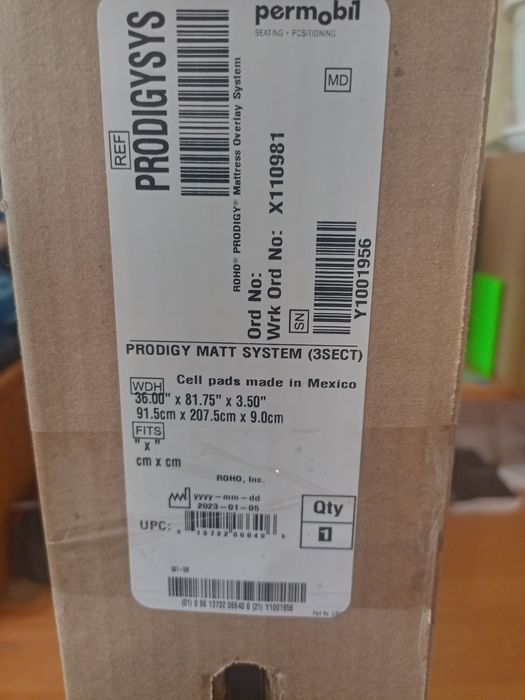 permobil
SEATING + POSITIONING
MD
REF
PRODIGYSYS
ROHO® PRODIGY® Mattress Overlay System
Ord No:
Wrk Ord No: X110981
SN
Y1001956
PRODIGY MATT SYSTEM (3SECT)
Cell pads made in Mexico
WDH
36.00" x 81.75" x 3.50"
91.5cm x 207.5cm x 9.0cm
FITS
" x "
cm x cm
ROHO, Inc.
yyyy-mm-dd
2023-01-05
Qty
1
UPC:
(01) 0 06 13732 06640 6 (21) Y1001956